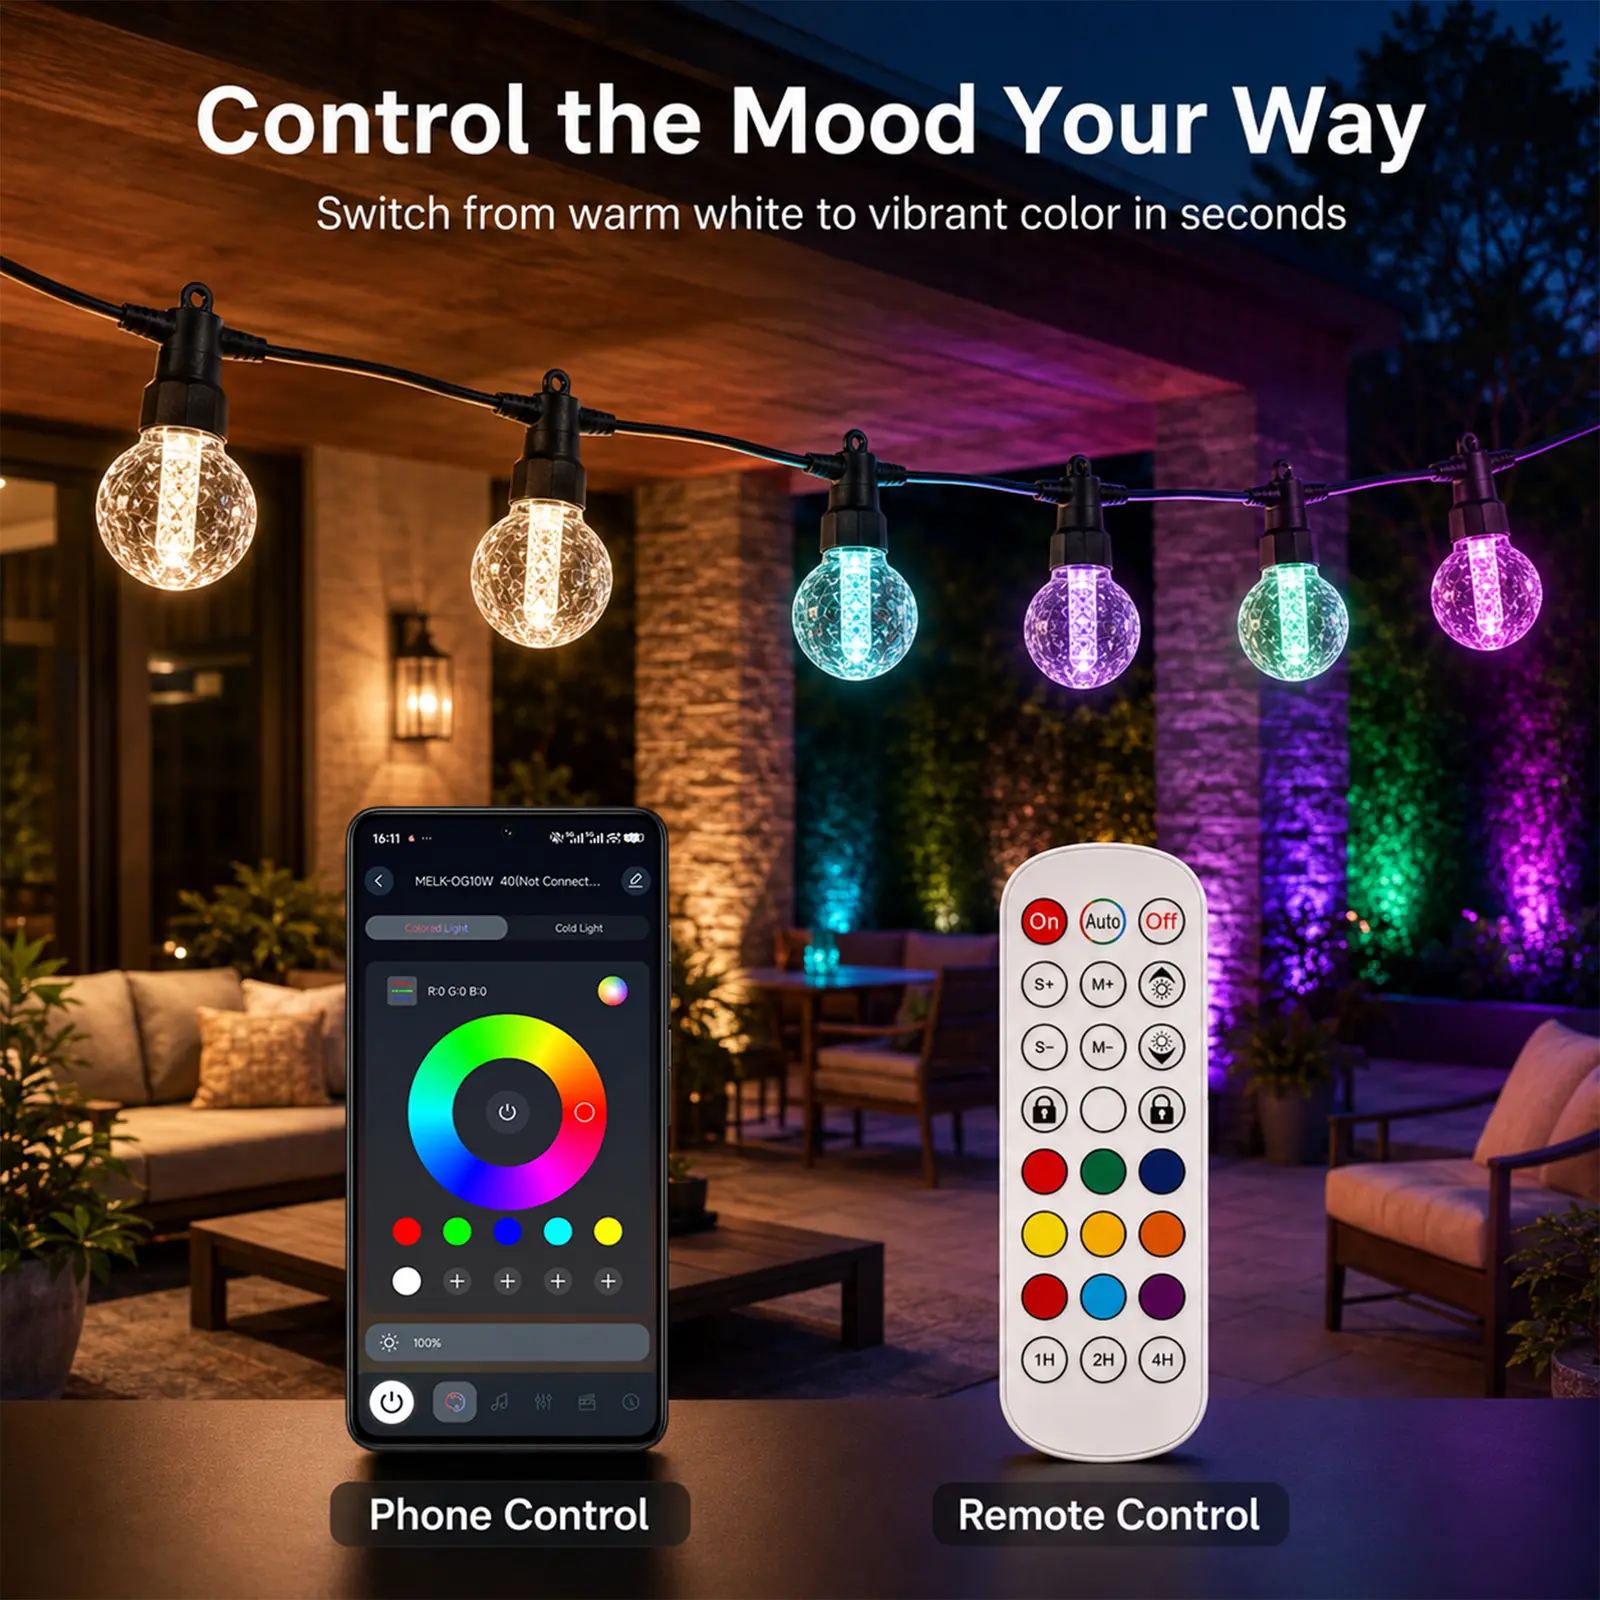 Control the Mood Your Way
Switch from warm white to vibrant color in seconds
16:11 ...
MELK-OG10W 40(Not Connect...
Colored Light Cold Light
R:0 G:0 B:0
100%
On Auto Off
S+ M+
S− M−
1H 2H 4H
Phone Control
Remote Control